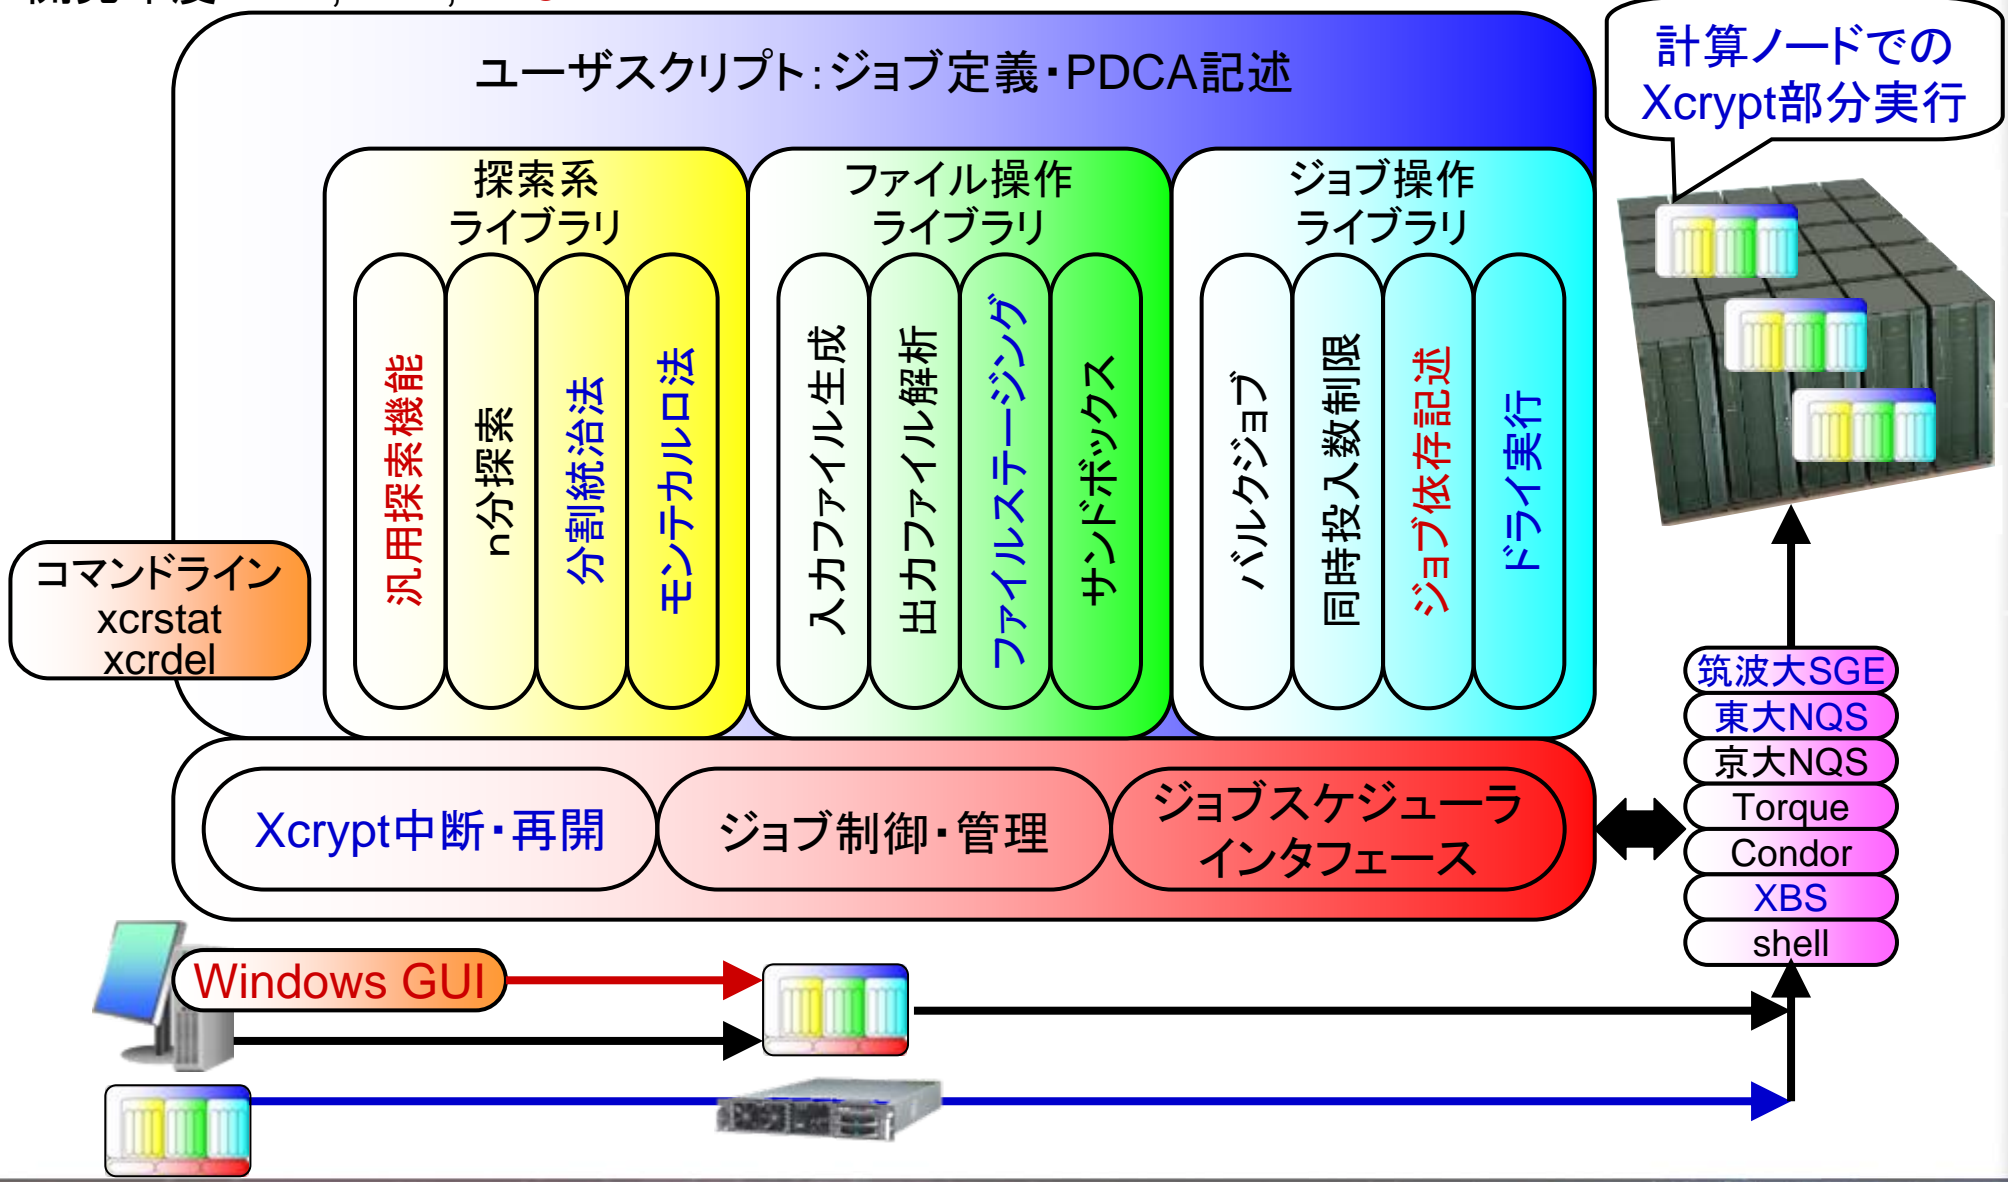 ユーザスクリプト:ジョブ定義・PDCA記述
計算ノードでの
Xcrypt部分実行
探索系
ライブラリ
汎用探索機能
n分探索
分割統治法
モンテカルロ法
ファイル操作
ライブラリ
入力ファイル生成
出力ファイル解析
ファイルステージング
サンドボックス
ジョブ操作
ライブラリ
バルクジョブ
同時投入数制限
ジョブ依存記述
ドライ実行
コマンドライン
xcrstat
xcrdel
Xcrypt中断・再開
ジョブ制御・管理
ジョブスケジューラ
インタフェース
筑波大SGE
東大NQS
京大NQS
Torque
Condor
XBS
shell
Windows GUI